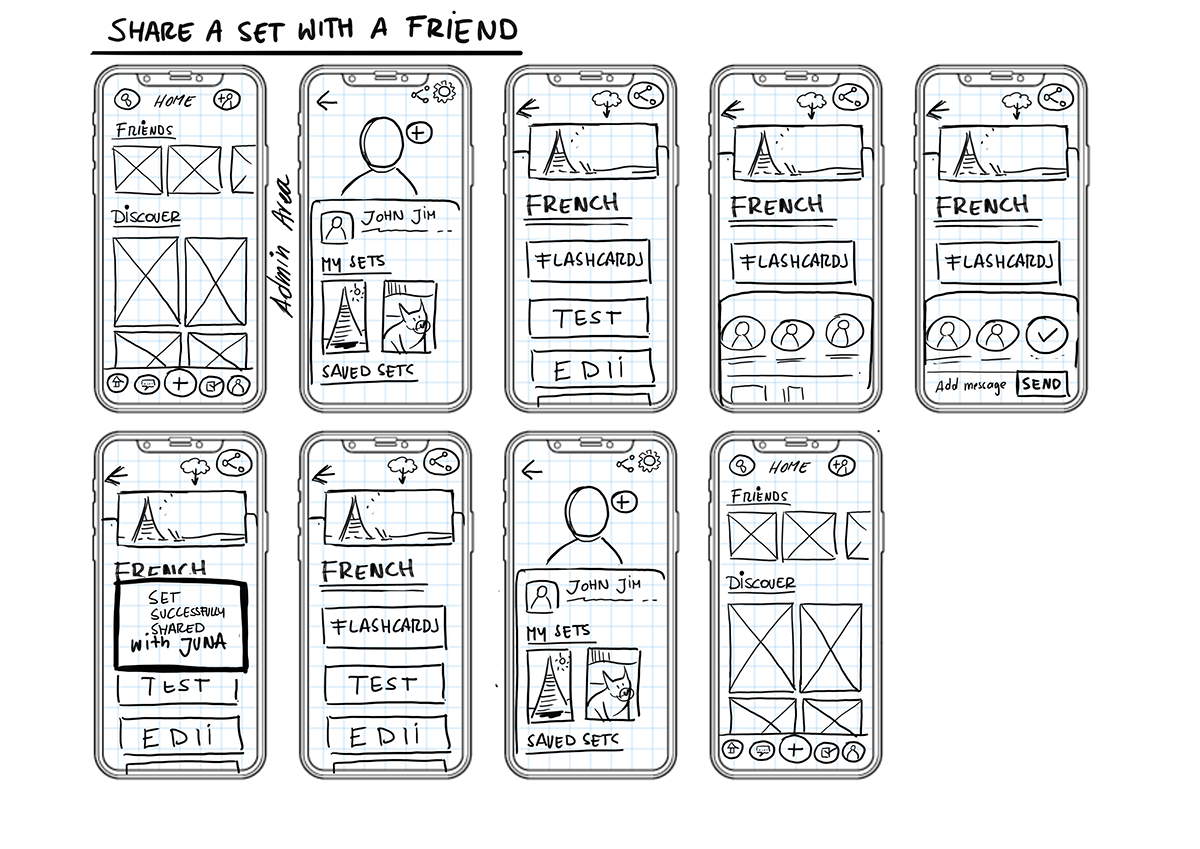 SHARE A SET WITH A FRIEND
HOME
FRIENDS
DISCOVER
Admin Area
JOHN JIM
MY SETS
SAVED SETS
FRENCH
FLASHCARDS
TEST
EDIT
FRENCH
FLASHCARDS
FRENCH
FLASHCARDS
Add message
SEND
FRENCH
SET
SUCCESSFULLY
SHARED
with JUNA
TEST
EDIT
FRENCH
FLASHCARDS
TEST
EDIT
JOHN JIM
MY SETS
SAVED SETS
HOME
FRIENDS
DISCOVER